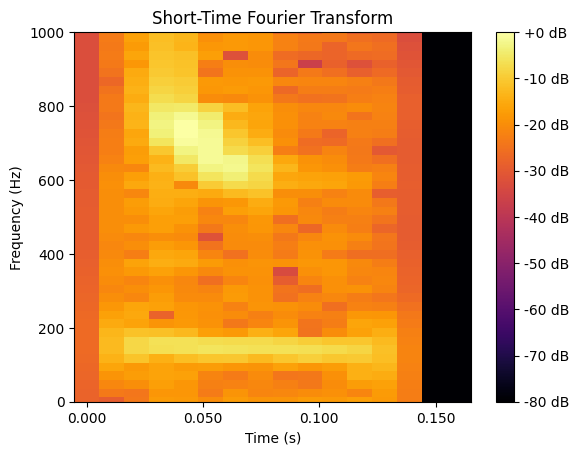 Short-Time Fourier Transform
1000
800
600
400
200
0
Frequency (Hz)
0.000
0.050
0.100
0.150
Time (s)
+0 dB
-10 dB
-20 dB
-30 dB
-40 dB
-50 dB
-60 dB
-70 dB
-80 dB